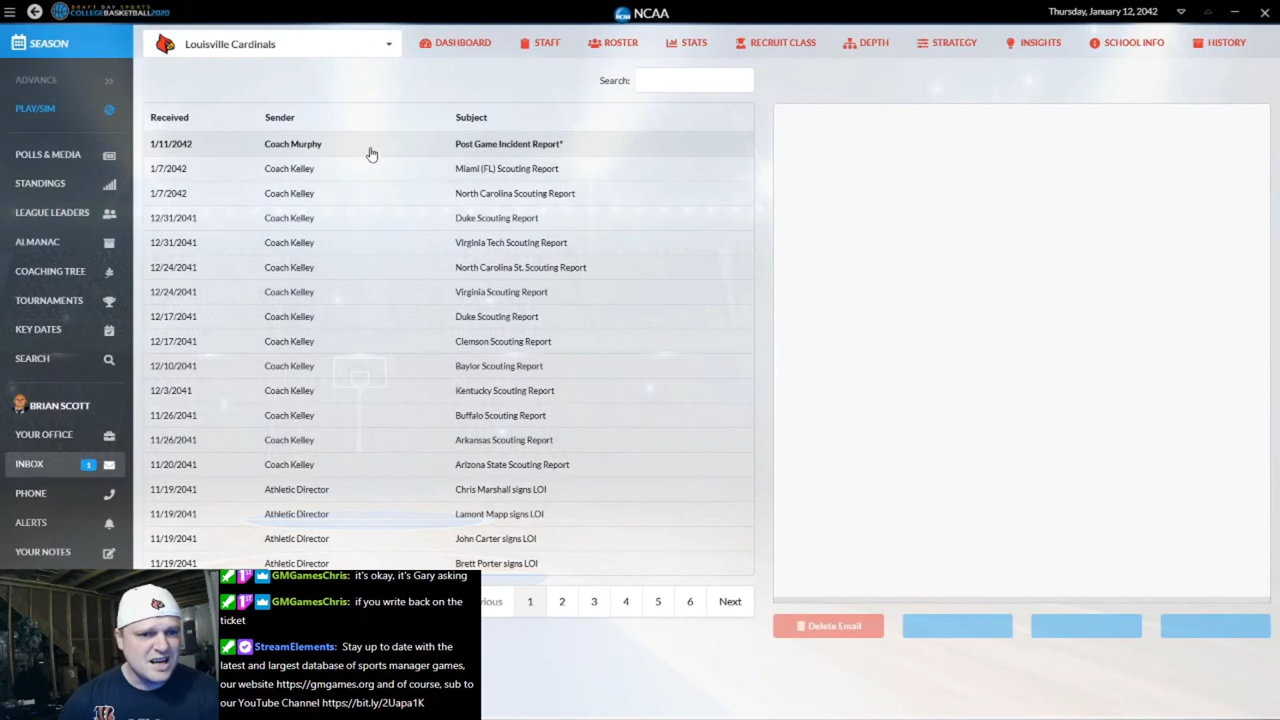 DRAFT DAY SPORTS
COLLEGE BASKETBALL 2020
NCAA
Thursday, January 12, 2042
SEASON
Louisville Cardinals
DASHBOARD
STAFF
ROSTER
STATS
RECRUIT CLASS
DEPTH
STRATEGY
INSIGHTS
SCHOOL INFO
HISTORY
ADVANCE
PLAY/SIM
POLLS & MEDIA
STANDINGS
LEAGUE LEADERS
ALMANAC
COACHING TREE
TOURNAMENTS
KEY DATES
SEARCH
BRIAN SCOTT
YOUR OFFICE
INBOX 1
PHONE
ALERTS
YOUR NOTES
Search:
Received Sender Subject
1/11/2042 Coach Murphy Post Game Incident Report*
1/7/2042 Coach Kelley Miami (FL) Scouting Report
1/7/2042 Coach Kelley North Carolina Scouting Report
12/31/2041 Coach Kelley Duke Scouting Report
12/31/2041 Coach Kelley Virginia Tech Scouting Report
12/24/2041 Coach Kelley North Carolina St. Scouting Report
12/24/2041 Coach Kelley Virginia Scouting Report
12/17/2041 Coach Kelley Duke Scouting Report
12/17/2041 Coach Kelley Clemson Scouting Report
12/10/2041 Coach Kelley Baylor Scouting Report
12/3/2041 Coach Kelley Kentucky Scouting Report
11/26/2041 Coach Kelley Buffalo Scouting Report
11/26/2041 Coach Kelley Arkansas Scouting Report
11/20/2041 Coach Kelley Arizona State Scouting Report
11/19/2041 Athletic Director Chris Marshall signs LOI
11/19/2041 Athletic Director Lamont Mapp signs LOI
11/19/2041 Athletic Director John Carter signs LOI
11/19/2041 Athletic Director Brett Porter signs LOI
vious 1 2 3 4 5 6 Next
Delete Email
GMGamesChris: it's okay, it's Gary asking
GMGamesChris: if you write back on the
ticket
StreamElements: Stay up to date with the
latest and largest database of sports manager games,
our website https://gmgames.org and of course, sub to
our YouTube Channel https://bit.ly/2Uapa1K